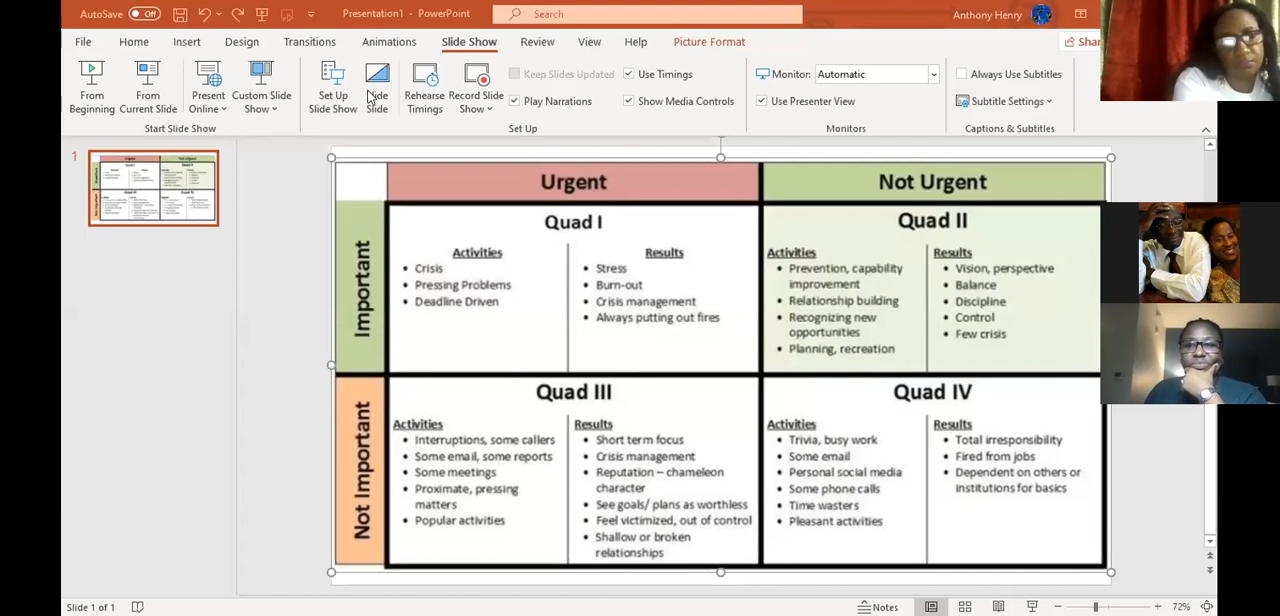 AutoSave Off Presentation1 - PowerPoint Search Anthony Henry
File Home Insert Design Transitions Animations Slide Show Review View Help Picture Format
From Beginning
From Current Slide
Present Online
Custom Slide Show
Start Slide Show
Set Up Slide Show
Slide
Rehearse Timings
Record Slide Show
Keep Slides Updated
Use Timings
Play Narrations
Show Media Controls
Set Up
Monitor: Automatic
Use Presenter View
Monitors
Always Use Subtitles
Subtitle Settings
Captions & Subtitles
1
Urgent
Not Urgent
Important
Quad I
Activities
Crisis
Pressing Problems
Deadline Driven
Results
Stress
Burn-out
Crisis management
Always putting out fires
Quad II
Activities
Prevention, capability
improvement
Relationship building
Recognizing new
opportunities
Planning, recreation
Results
Vision, perspective
Balance
Discipline
Control
Few crisis
Not Important
Quad III
Activities
Interruptions, some callers
Some email, some reports
Some meetings
Proximate, pressing
matters
Popular activities
Results
Short term focus
Crisis management
Reputation – chameleon
character
See goals/ plans as worthless
Feel victimized, out of control
Shallow or broken
relationships
Quad IV
Activities
Trivia, busy work
Some email
Personal social media
Some phone calls
Time wasters
Pleasant activities
Results
Total irresponsibility
Fired from jobs
Dependent on others or
institutions for basics
Slide 1 of 1 Notes 72%